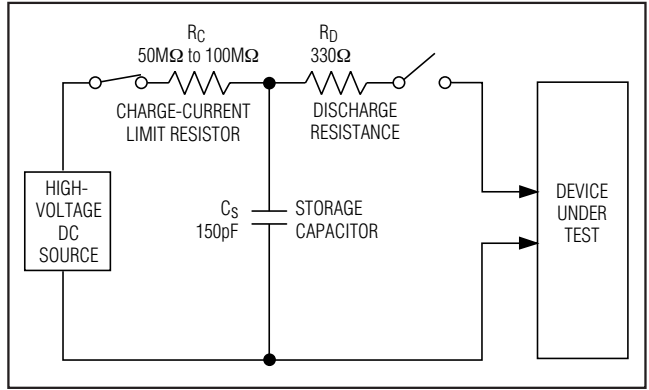 RC
50MΩ to 100MΩ
CHARGE-CURRENT
LIMIT RESISTOR
RD
330Ω
DISCHARGE
RESISTANCE
HIGH-
VOLTAGE
DC
SOURCE
CS
150pF
STORAGE
CAPACITOR
DEVICE
UNDER
TEST